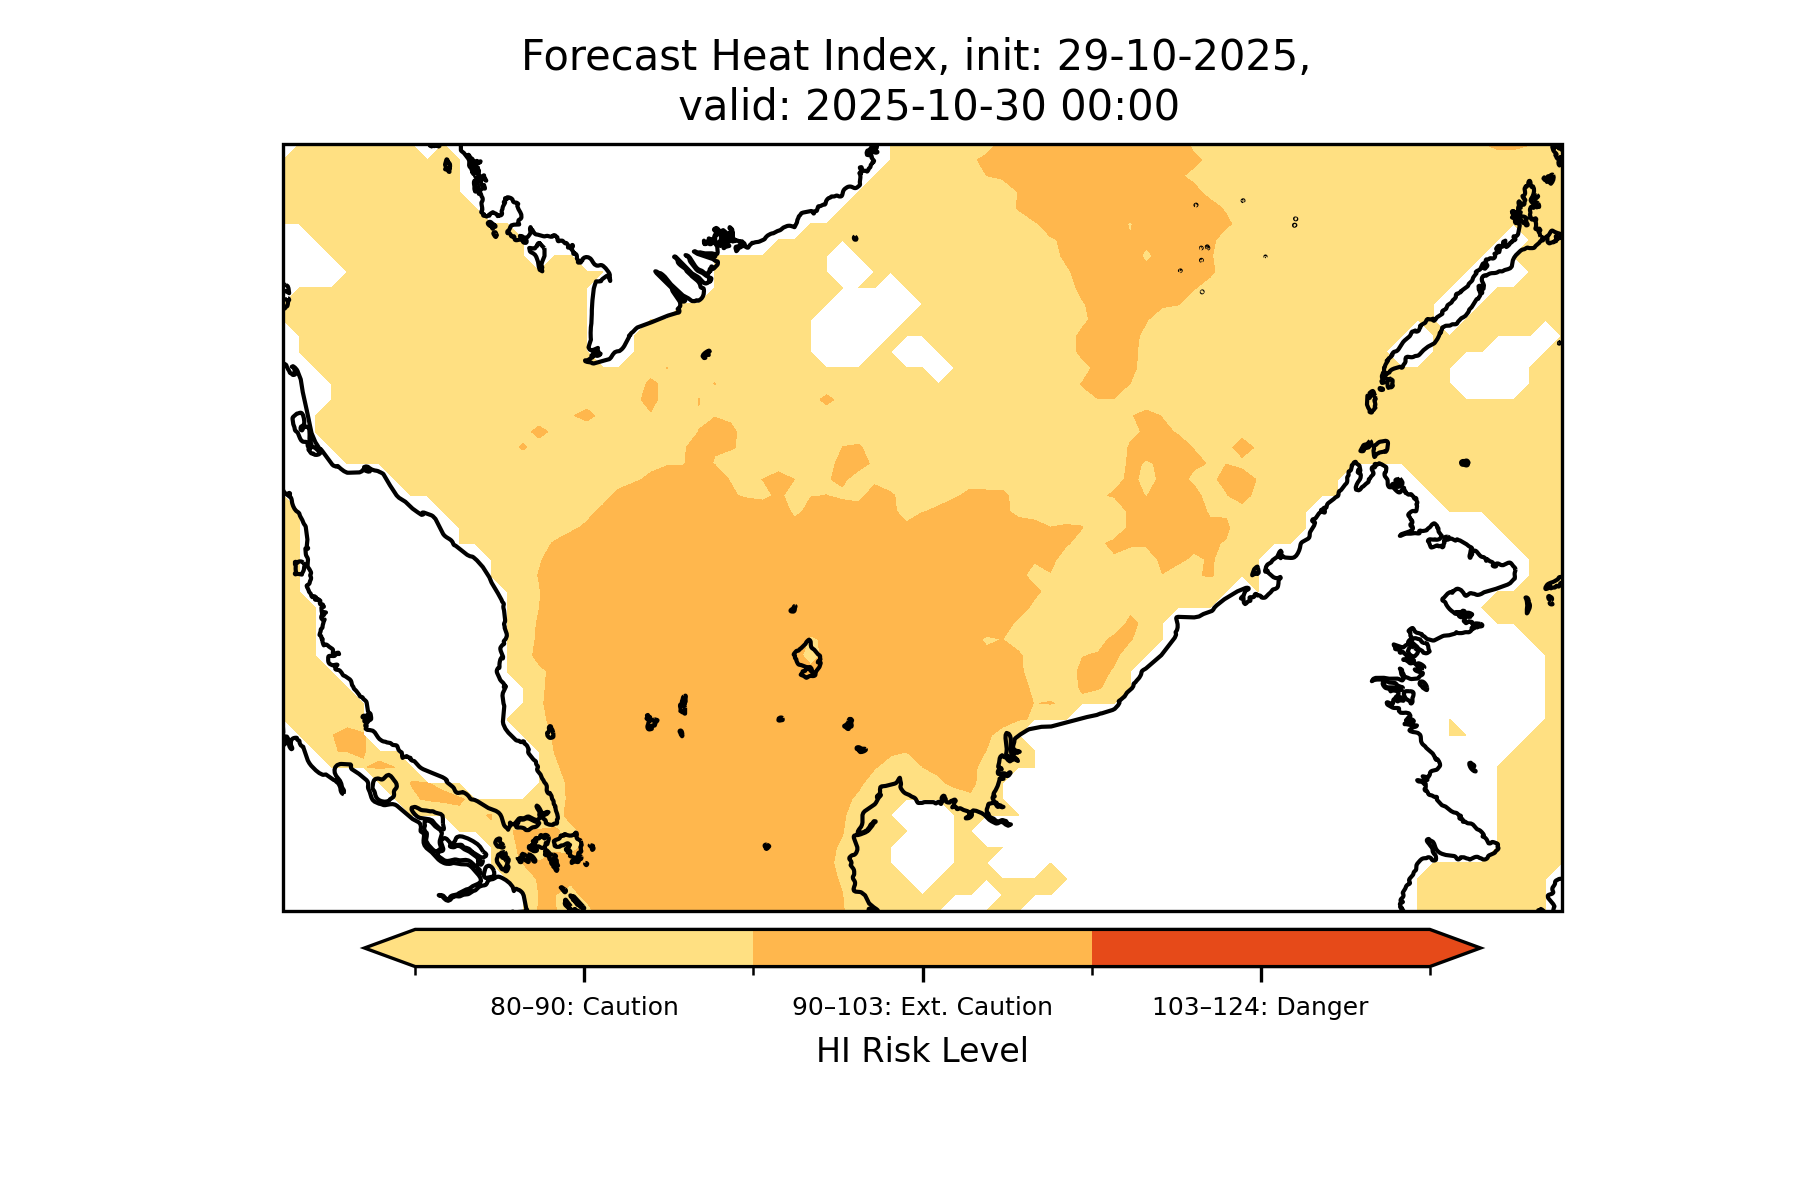 Forecast Heat Index, init: 29-10-2025,
valid: 2025-10-30 00:00
80–90: Caution
90–103: Ext. Caution
103–124: Danger
HI Risk Level